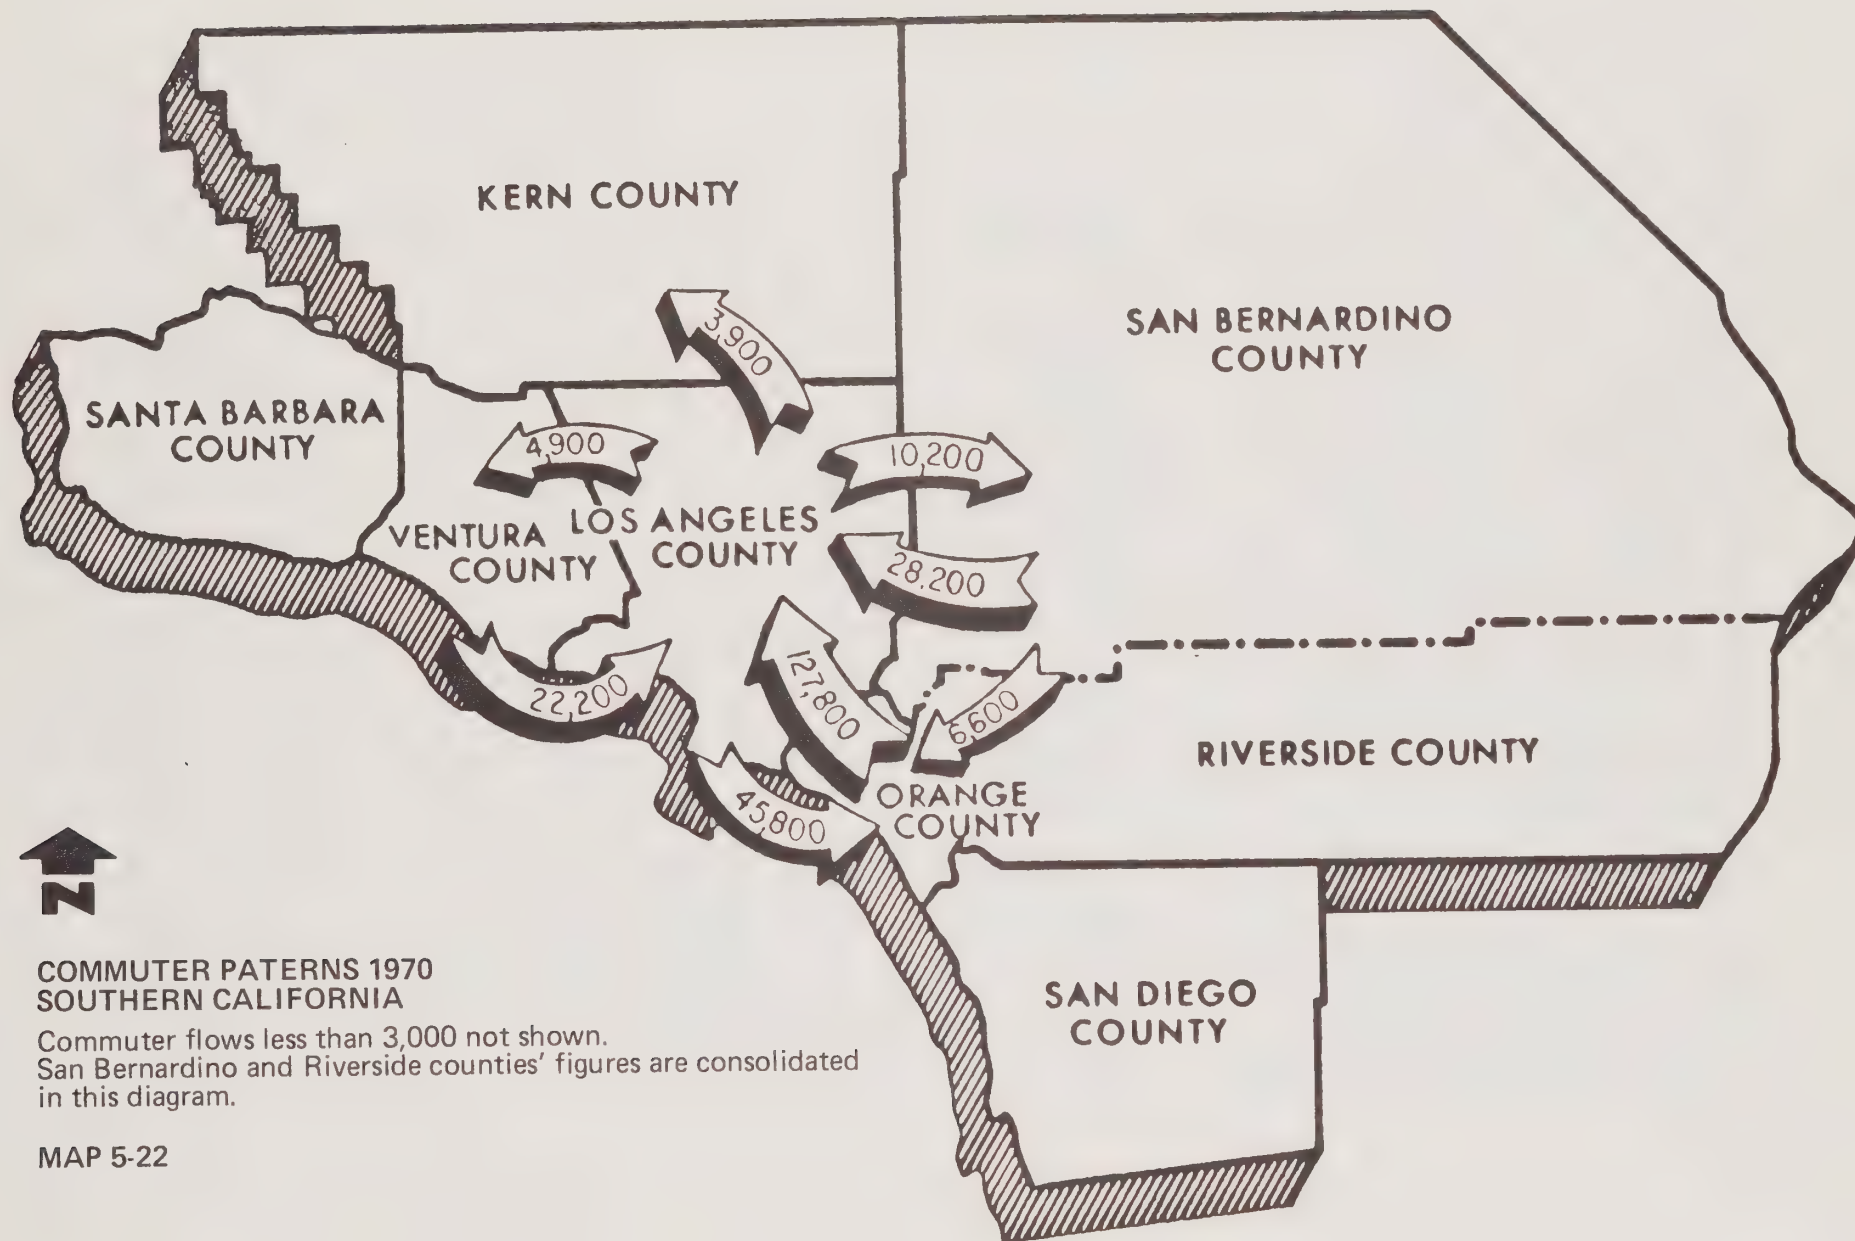 KERN COUNTY
SAN BERNARDINO
COUNTY
3,900
SANTA BARBARA
COUNTY
4,900
10,200
VENTURA
COUNTY
LOS ANGELES
COUNTY
28,200
22,200
127,800
6,600
RIVERSIDE COUNTY
45,800
ORANGE
COUNTY
N
SAN DIEGO
COUNTY
COMMUTER PATERNS 1970
SOUTHERN CALIFORNIA
Commuter flows less than 3,000 not shown.
San Bernardino and Riverside counties' figures are consolidated
in this diagram.
MAP 5-22